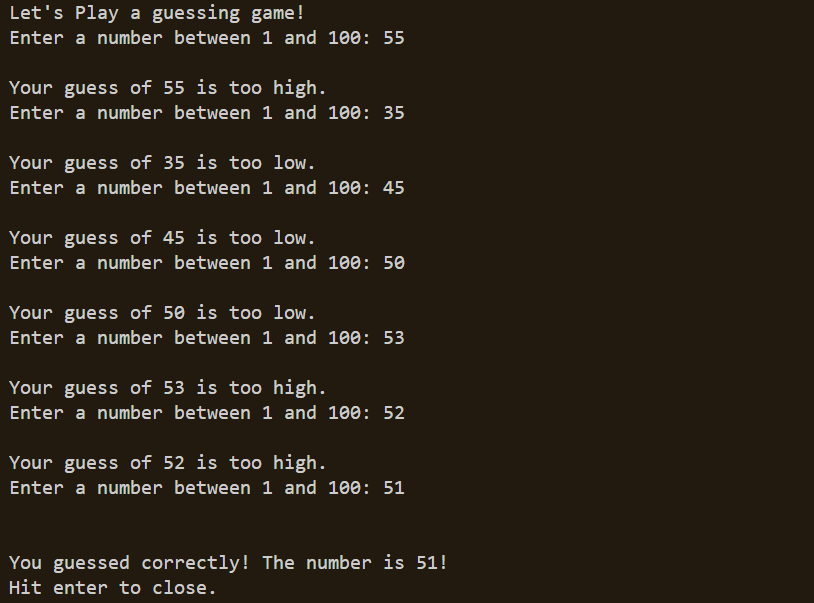 Let's Play a guessing game!
Enter a number between 1 and 100: 55
Your guess of 55 is too high.
Enter a number between 1 and 100: 35
Your guess of 35 is too low.
Enter a number between 1 and 100: 45
Your guess of 45 is too low.
Enter a number between 1 and 100: 50
Your guess of 50 is too low.
Enter a number between 1 and 100: 53
Your guess of 53 is too high.
Enter a number between 1 and 100: 52
Your guess of 52 is too high.
Enter a number between 1 and 100: 51
You guessed correctly! The number is 51!
Hit enter to close.